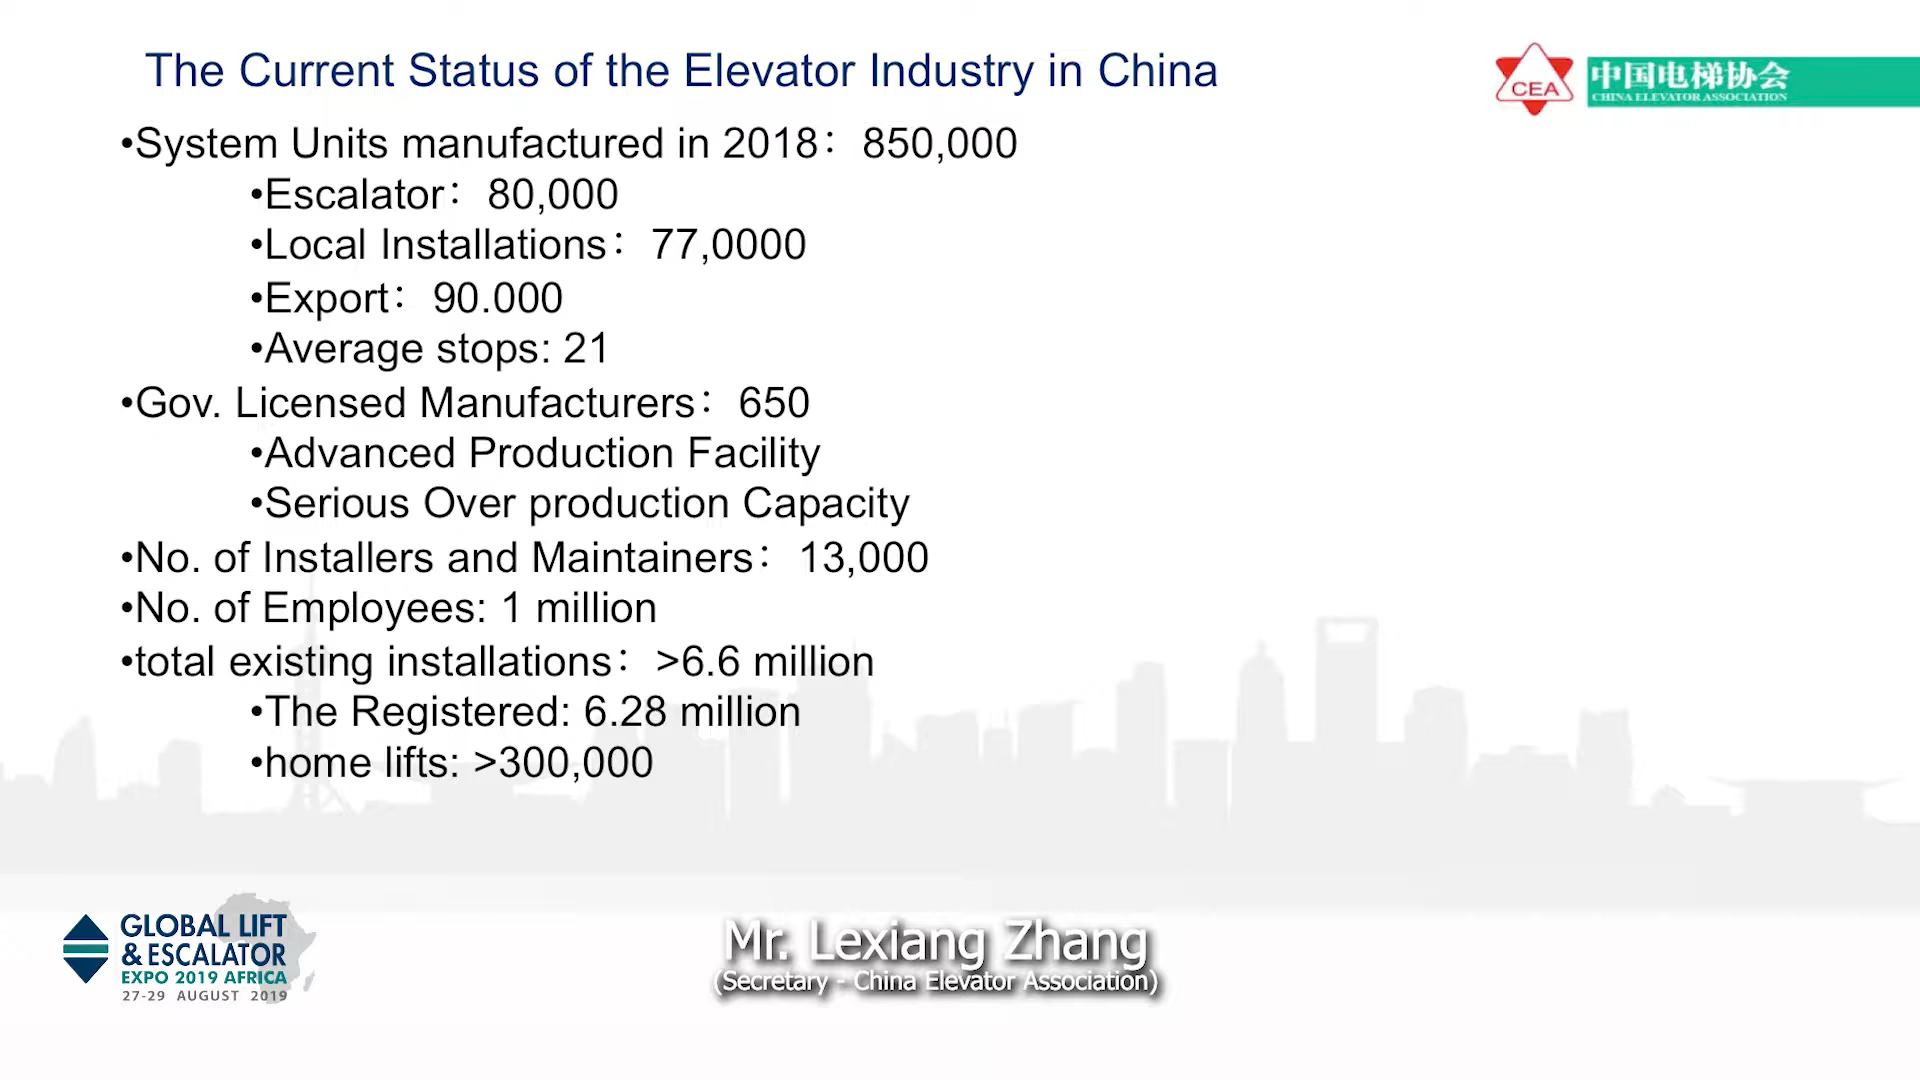 The Current Status of the Elevator Industry in China
CEA
中国电梯协会
CHINA ELEVATOR ASSOCIATION
•System Units manufactured in 2018：850,000
•Escalator：80,000
•Local Installations：77,0000
•Export：90.000
•Average stops: 21
•Gov. Licensed Manufacturers：650
•Advanced Production Facility
•Serious Over production Capacity
•No. of Installers and Maintainers：13,000
•No. of Employees: 1 million
•total existing installations：>6.6 million
•The Registered: 6.28 million
•home lifts: >300,000
GLOBAL LIFT
& ESCALATOR
EXPO 2019 AFRICA
27-29 AUGUST 2019
Mr. Lexiang Zhang
(Secretary - China Elevator Association)